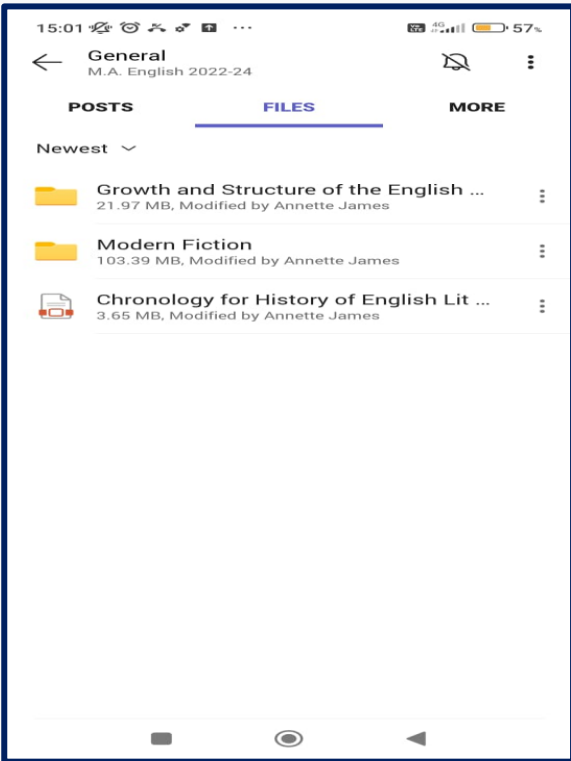 15:01 ... 4G 57%
General
M.A. English 2022-24
POSTS FILES MORE
Newest
Growth and Structure of the English ...
21.97 MB, Modified by Annette James
Modern Fiction
103.39 MB, Modified by Annette James
Chronology for History of English Lit ...
3.65 MB, Modified by Annette James